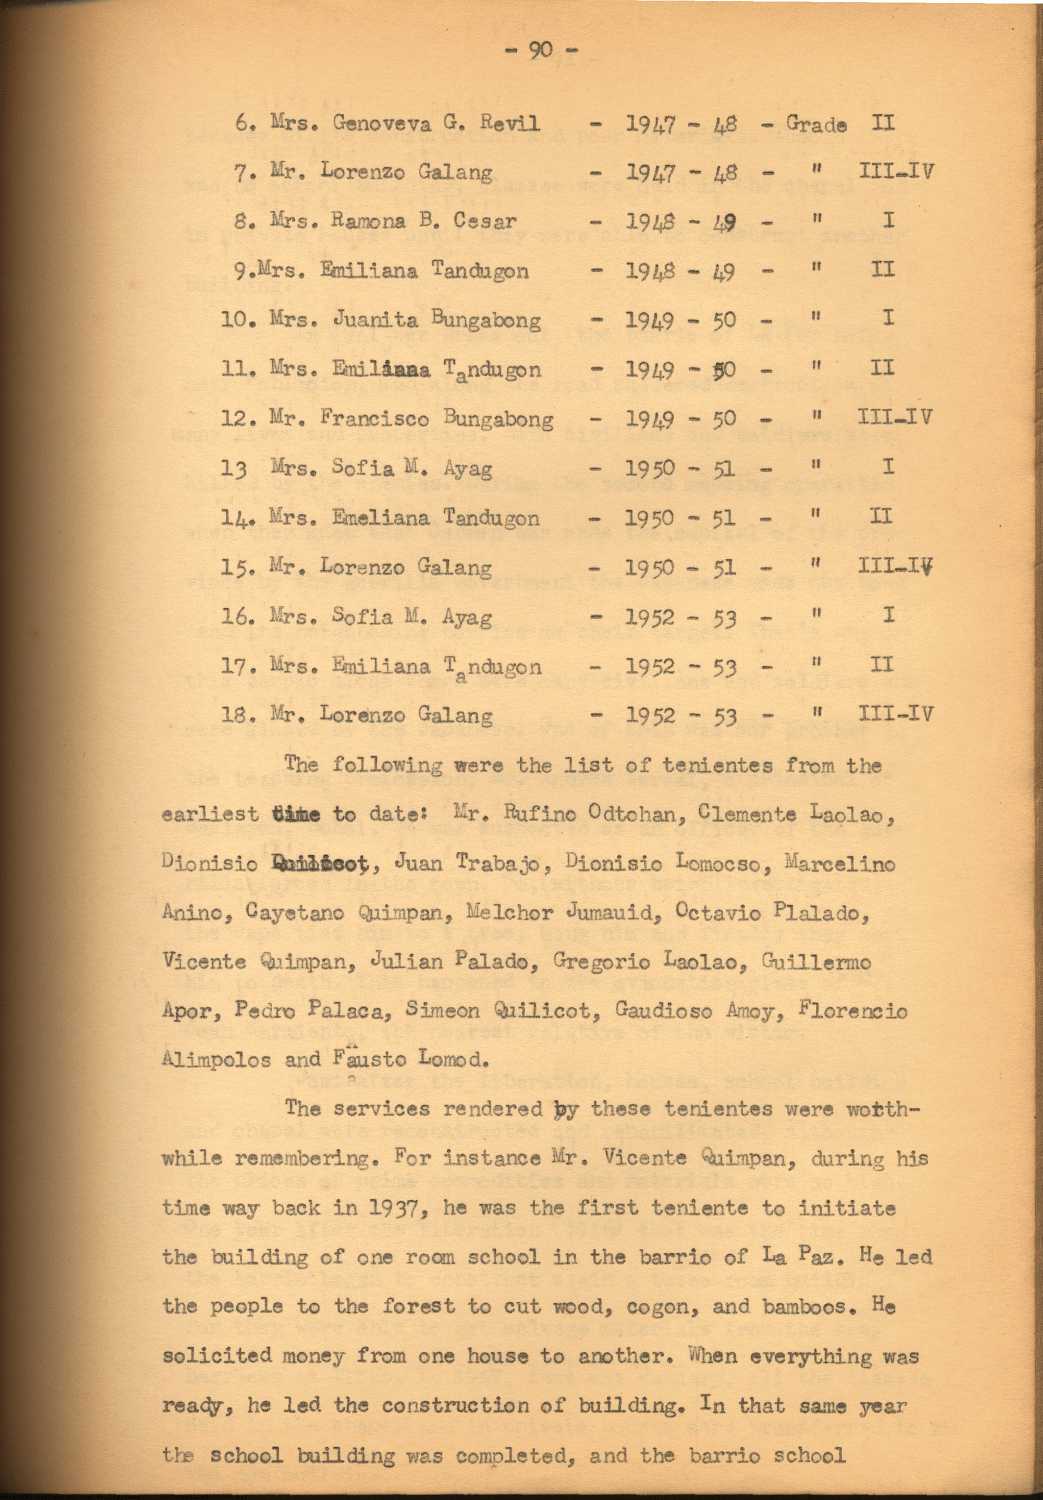 - 90 -
6. Mrs. Genoveva G. Revil - 1947 - 48 - Grade II
7. Mr. Lorenzo Galang - 1947 - 48 - " III-IV
8. Mrs. Ramona B. Cesar - 1948 - 49 - " I
9.Mrs. Emiliana Tandugon - 1948 - 49 - " II
10. Mrs. Juanita Bungabong - 1949 - 50 - " I
11. Mrs. Emiliana Tandugon - 1949 - 50 - " II
12. Mr. Francisco Bungabong - 1949 - 50 - " III-IV
13 Mrs. Sofia M. Ayag - 1950 - 51 - " I
14. Mrs. Emeliana Tandugon - 1950 - 51 - " II
15. Mr. Lorenzo Galang - 1950 - 51 - " III-IV
16. Mrs. Sofia M. Ayag - 1952 - 53 - " I
17. Mrs. Emiliana Tandugon - 1952 - 53 - " II
18. Mr. Lorenzo Galang - 1952 - 53 - " III-IV
The following were the list of tenientes from the
earliest time to date: Mr. Rufino Odtohan, Clemente Laolao,
Dionisio Quilicot, Juan Trabajo, Dionisio Lomocso, Marcelino
Anino, Cayetano Quimpan, Melchor Jumauid, Octavio Plalado,
Vicente Quimpan, Julian Palado, Gregorio Laolao, Guillermo
Apor, Pedro Palaca, Simeon Quilicot, Gaudioso Amoy, Florencio
Alimpolos and Fausto Lomod.
The services rendered by these tenientes were worth-
while remembering. For instance Mr. Vicente Quimpan, during his
time way back in 1937, he was the first teniente to initiate
the building of one room school in the barrio of La Paz. He led
the people to the forest to cut wood, cogon, and bamboos. He
solicited money from one house to another. When everything was
ready, he led the construction of building. In that same year
the school building was completed, and the barrio school